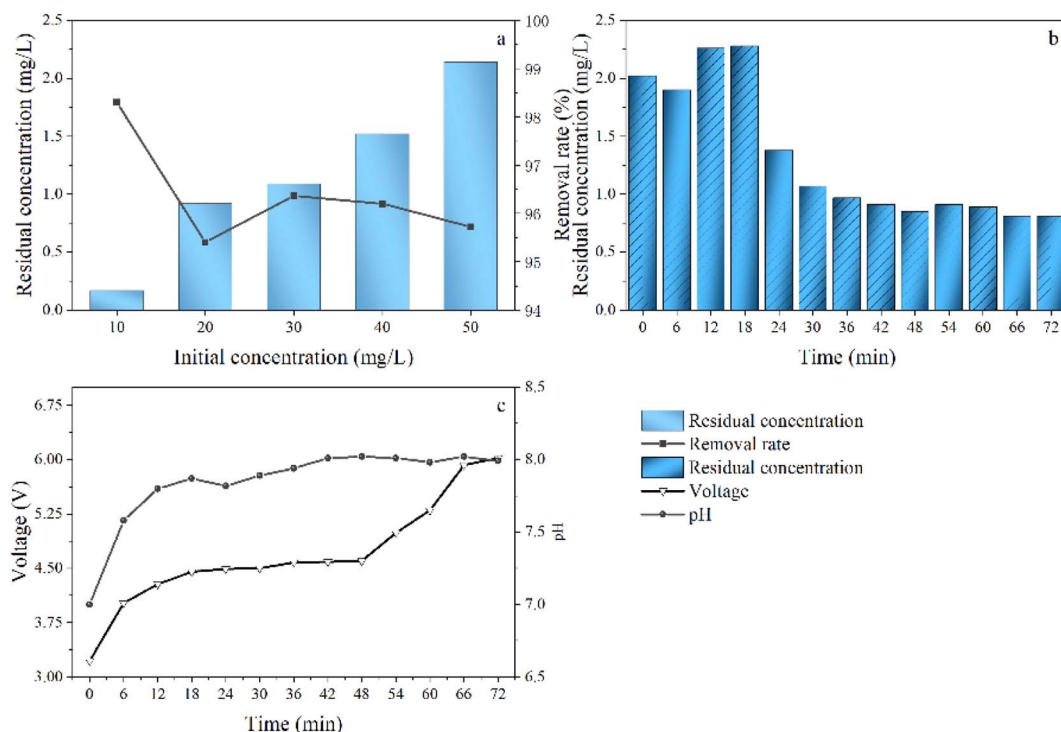 a
Residual concentration (mg/L)
2.5
2.0
1.5
1.0
0.5
0.0
100
99
98
97
96
95
94
Removal rate (%)
10 20 30 40 50
Initial concentration (mg/L)
b
Residual concentration (mg/L)
2.5
2.0
1.5
1.0
0.5
0.0
0 6 12 18 24 30 36 42 48 54 60 66 72
Time (min)
c
Voltage (V)
6.75
6.00
5.25
4.50
3.75
3.00
8.5
8.0
7.5
7.0
6.5
pH
0 6 12 18 24 30 36 42 48 54 60 66 72
Time (min)
Residual concentration
Removal rate
Residual concentration
Voltage
pH